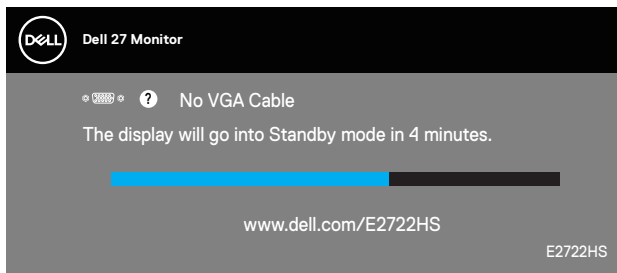 DELL
Dell 27 Monitor
? No VGA Cable
The display will go into Standby mode in 4 minutes.
www.dell.com/E2722HS
E2722HS